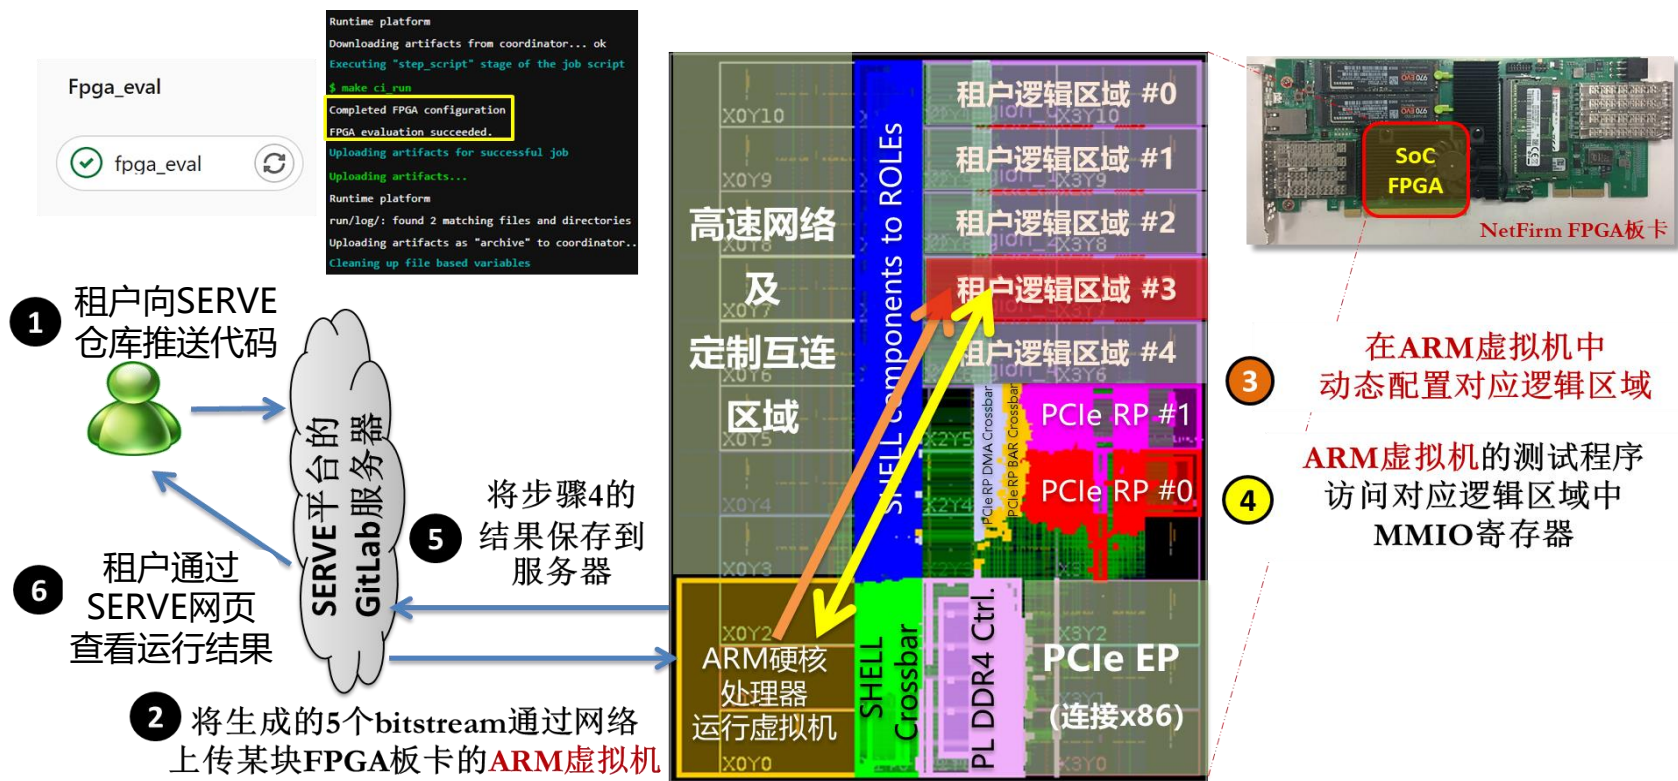 Fpga_eval
fpga_eval
Runtime platform
Downloading artifacts from coordinator... ok
Executing "step_script" stage of the job script
$ make ci_run
Completed FPGA configuration
FPGA evaluation succeeded.
Uploading artifacts for successful job
Uploading artifacts...
Runtime platform
run/log/: found 2 matching files and directories
Uploading artifacts as "archive" to coordinator..
Cleaning up file based variables
1 租户向SERVE
仓库推送代码
SERVE平台的
GitLab服务器
5 将步骤4的
结果保存到
服务器
6 租户通过
SERVE网页
查看运行结果
2 将生成的5个bitstream通过网络
上传某块FPGA板卡的ARM虚拟机
高速网络
及
定制互连
区域
X0Y10
X0Y9
X0Y8
X0Y7
X0Y6
X0Y5
X0Y4
X0Y3
X0Y2
X0Y0
SHELL Components to ROLEs
租户逻辑区域 #0
X3Y10
租户逻辑区域 #1
X3Y9
租户逻辑区域 #2
X3Y8
租户逻辑区域 #3
租户逻辑区域 #4
X3Y6
X2Y5
X2Y4
PCIe RP DMA Crossbar
PCIe RP BAR Crossbar
PCIe RP #1
PCIe RP #0
ARM硬核
处理器
运行虚拟机
SHELL
Crossbar
PL DDR4 Ctrl.
X3Y2
PCIe EP
(连接x86)
X3Y0
SoC
FPGA
NetFirm FPGA板卡
3 在ARM虚拟机中
动态配置对应逻辑区域
4 ARM虚拟机的测试程序
访问对应逻辑区域中
MMIO寄存器